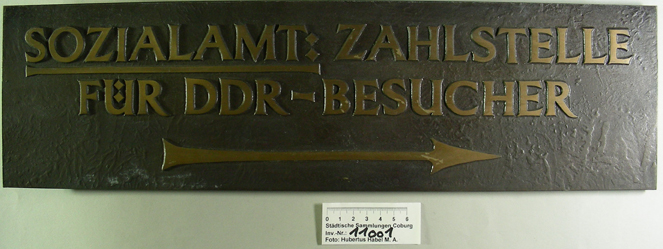 SOZIALAMT: ZAHLSTELLE
FÜR DDR-BESUCHER
0 1 2 3 4 5 6
Städtische Sammlungen Coburg
Inv.-Nr.: 11001
Foto: Hubertus Habel M. A.